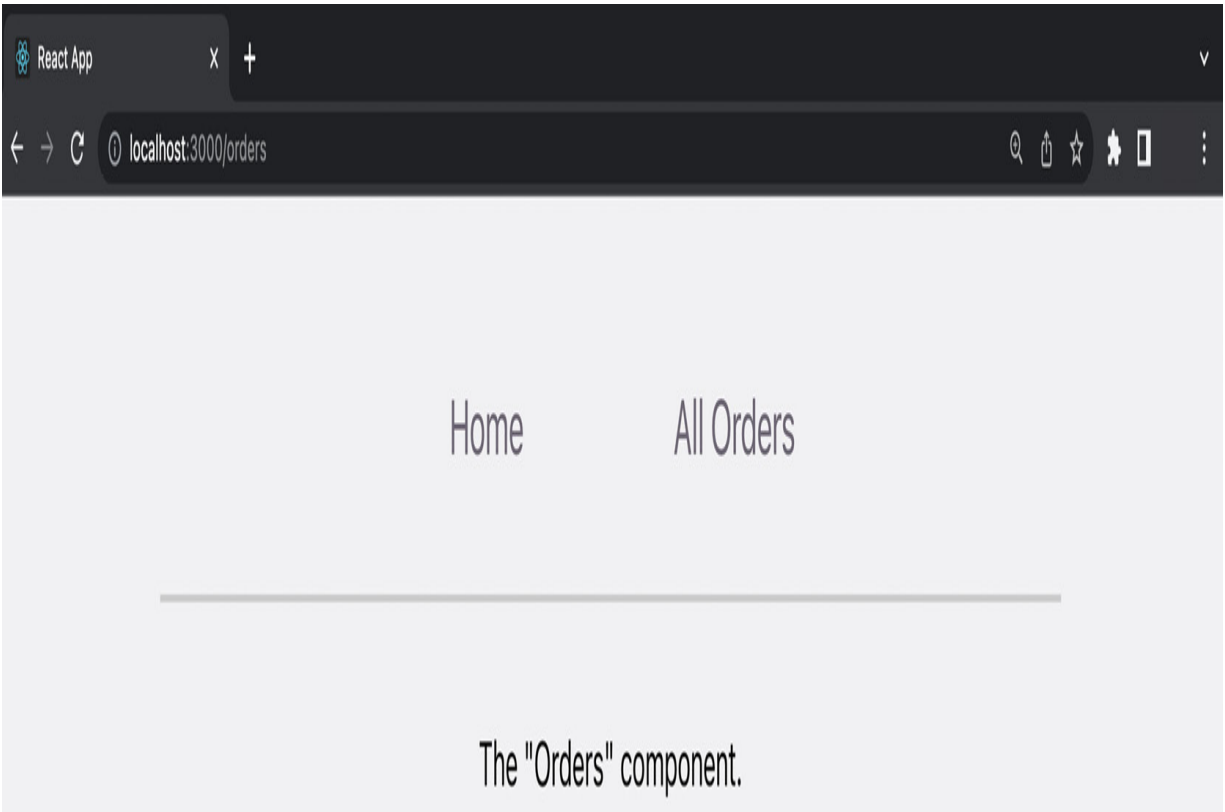 React App
localhost:3000/orders
Home All Orders
The "Orders" component.